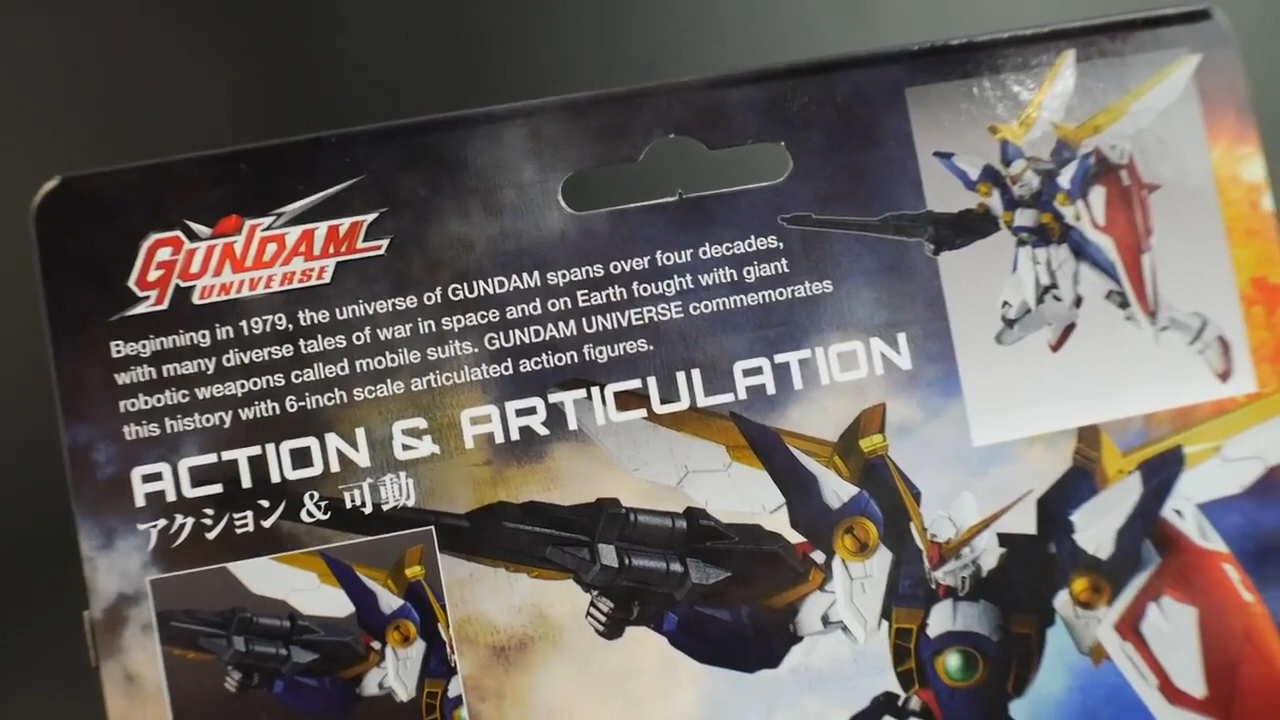 GUNDAM
UNIVERSE
Beginning in 1979, the universe of GUNDAM spans over four decades,
with many diverse tales of war in space and on Earth fought with giant
robotic weapons called mobile suits. GUNDAM UNIVERSE commemorates
this history with 6-inch scale articulated action figures.
ACTION & ARTICULATION
アクション & 可動